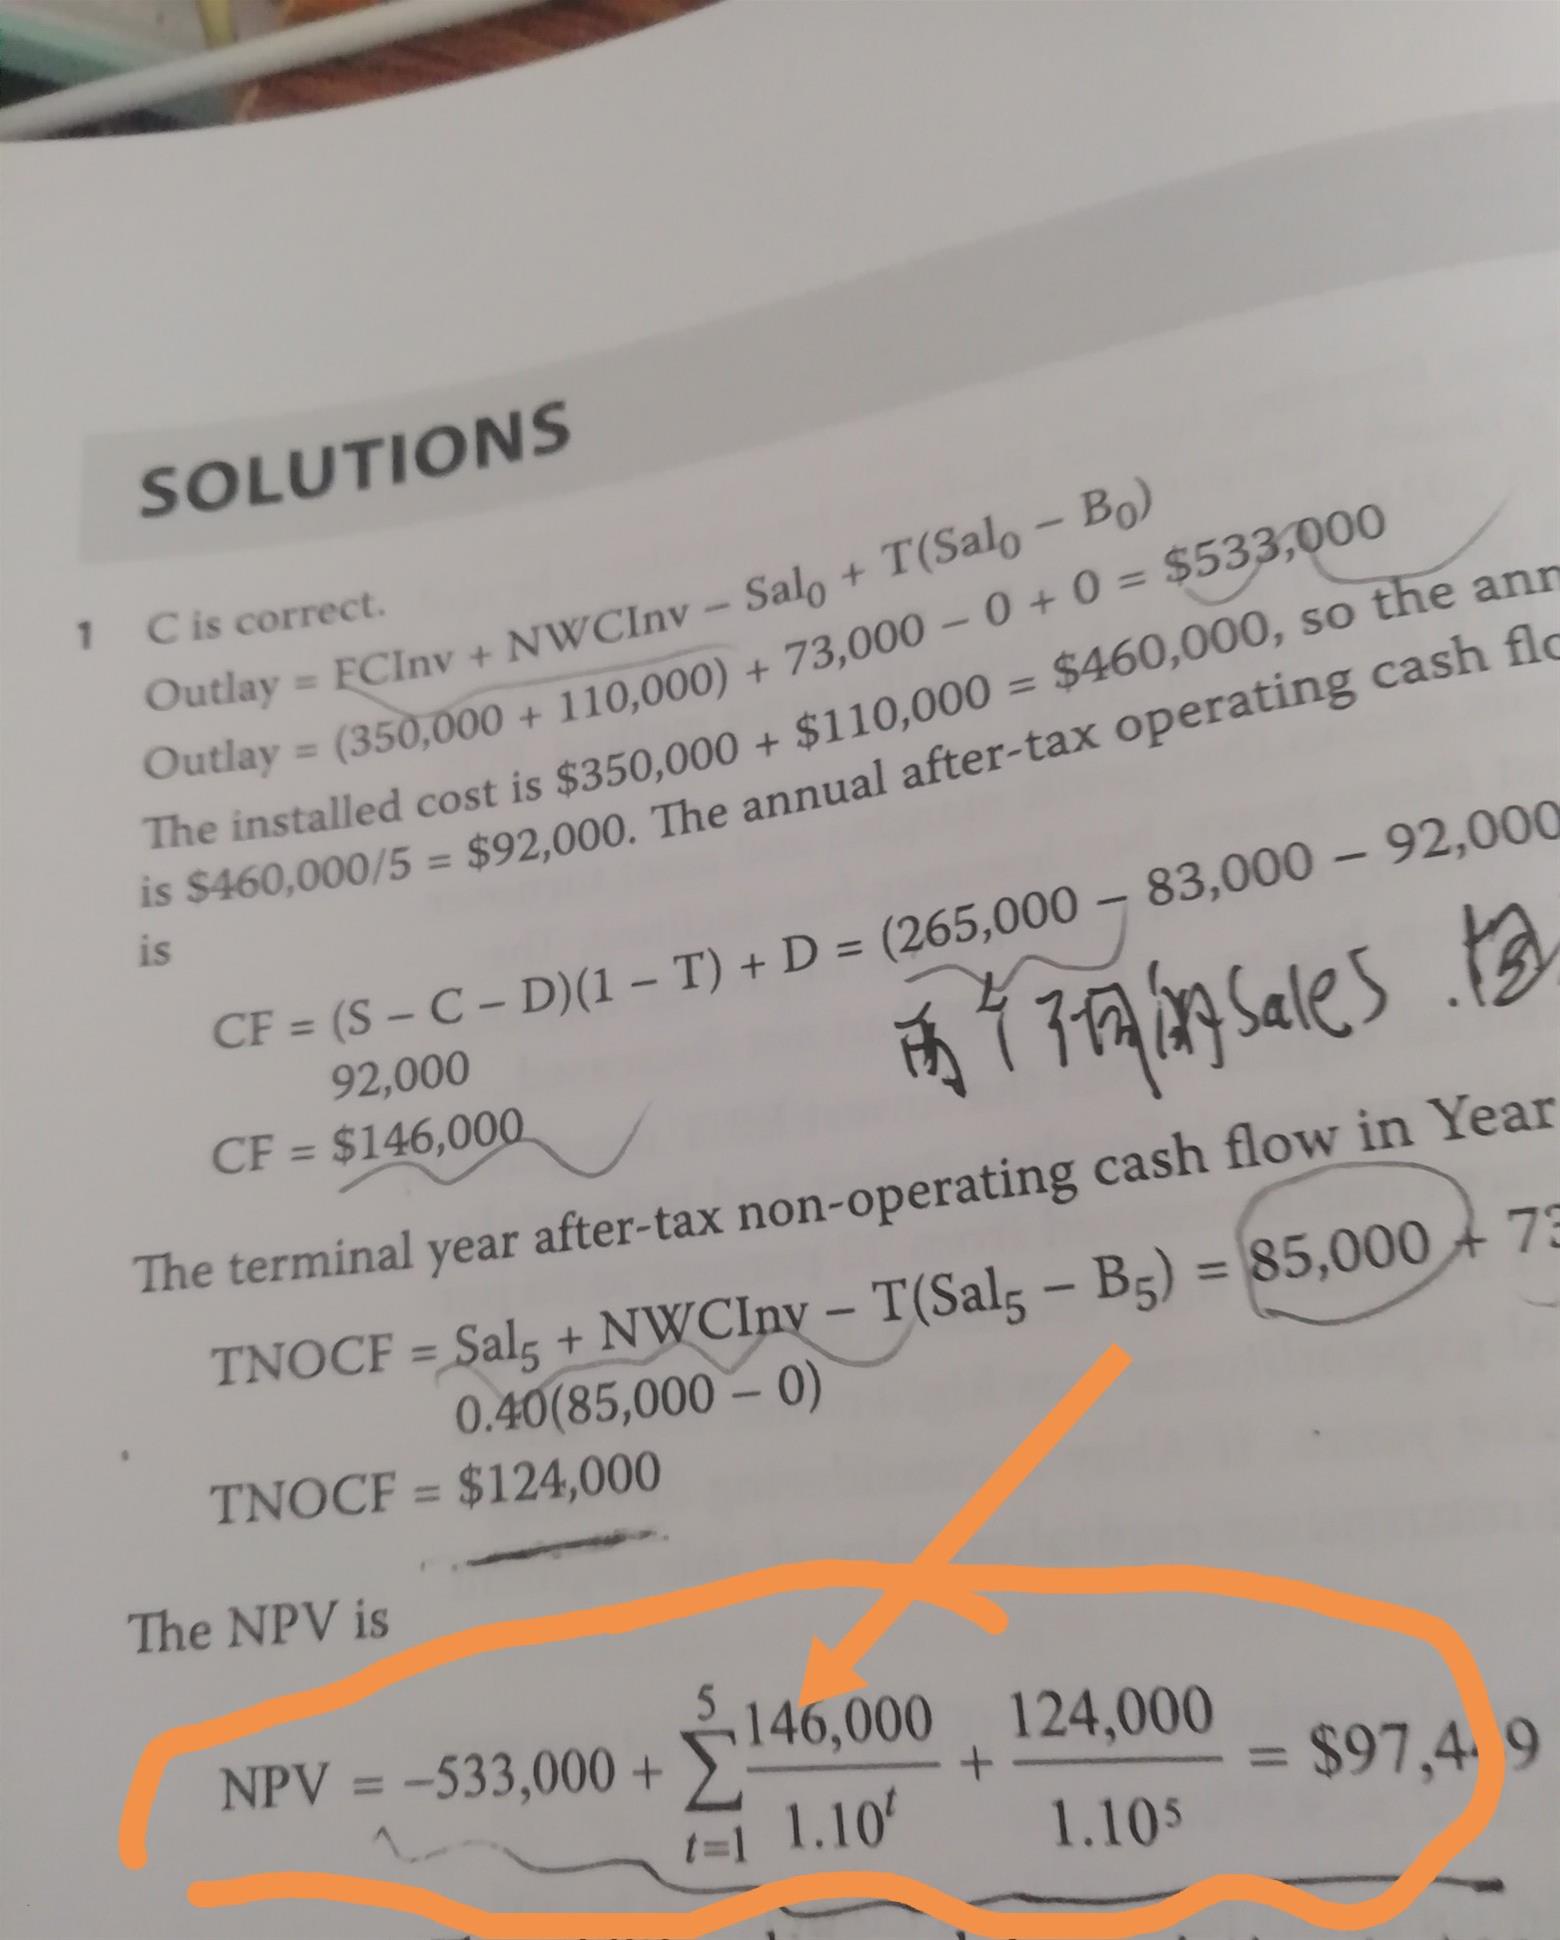 SOLUTIONS
1 C is correct.
Outlay = FCInv + NWCInv – Sal₀ + T(Sal₀ – B₀)
Outlay = (350,000 + 110,000) + 73,000 – 0 + 0 = $533,000
The installed cost is $350,000 + $110,000 = $460,000, so the ann
is $460,000/5 = $92,000. The annual after-tax operating cash flo
is
CF = (S – C – D)(1 – T) + D = (265,000 – 83,000 – 92,000
92,000
sales
CF = $146,000
The terminal year after-tax non-operating cash flow in Year
TNOCF = Sal₅ + NWCInv – T(Sal₅ – B₅) = 85,000 + 73
0.40(85,000 – 0)
TNOCF = $124,000
The NPV is
NPV = –533,000 + ∑ₜ₌₁⁵ 146,000/1.10ᵗ + 124,000/1.10⁵ = $97,449